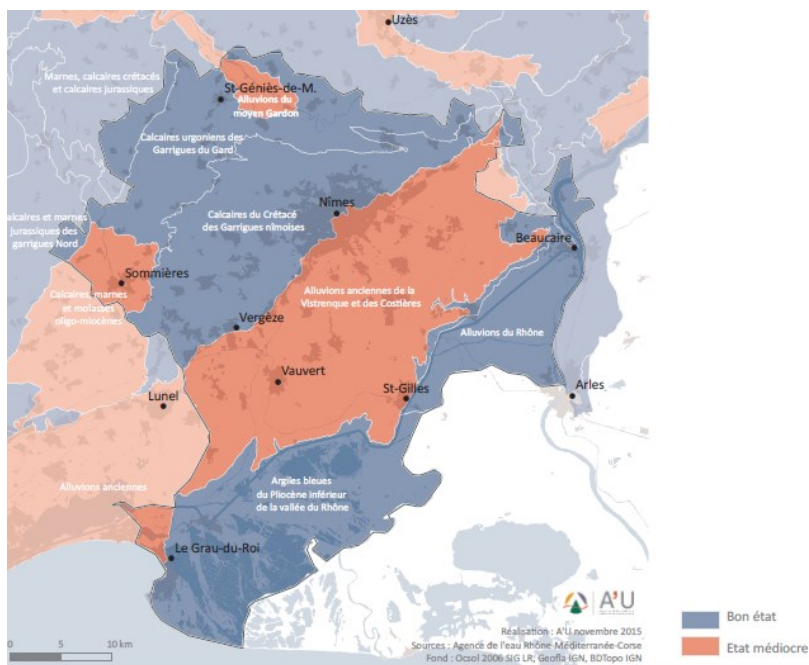 Uzès
Marnes, calcaires crétacés
et calcaires jurassiques
St-Géniès-de-M.
Alluvions du
moyen Gardon
Calcaires urgoniens des
Garrigues du Gard
Nîmes
Calcaires et marnes
jurassiques des
garrigues Nord
Calcaires du Crétacé
des Garrigues nîmoises
Beaucaire
Sommières
Calcaires, marnes
et molasses
oligo-miocènes
Alluvions anciennes de la
Vistrenque et des Costières
Vergèze
Alluvions du Rhône
Vauvert
St-Gilles
Arles
Lunel
Alluvions anciennes
Argiles bleues
du Pliocène inférieur
de la vallée du Rhône
Le Grau-du-Roi
A'U
Bon état
Etat médiocre
Réalisation : A'U novembre 2015
Sources : Agence de l'eau Rhône-Méditerranée-Corse
Fond : Ocsol 2006 SIG LR, Geofla IGN, BDTopo IGN
0 5 10 km